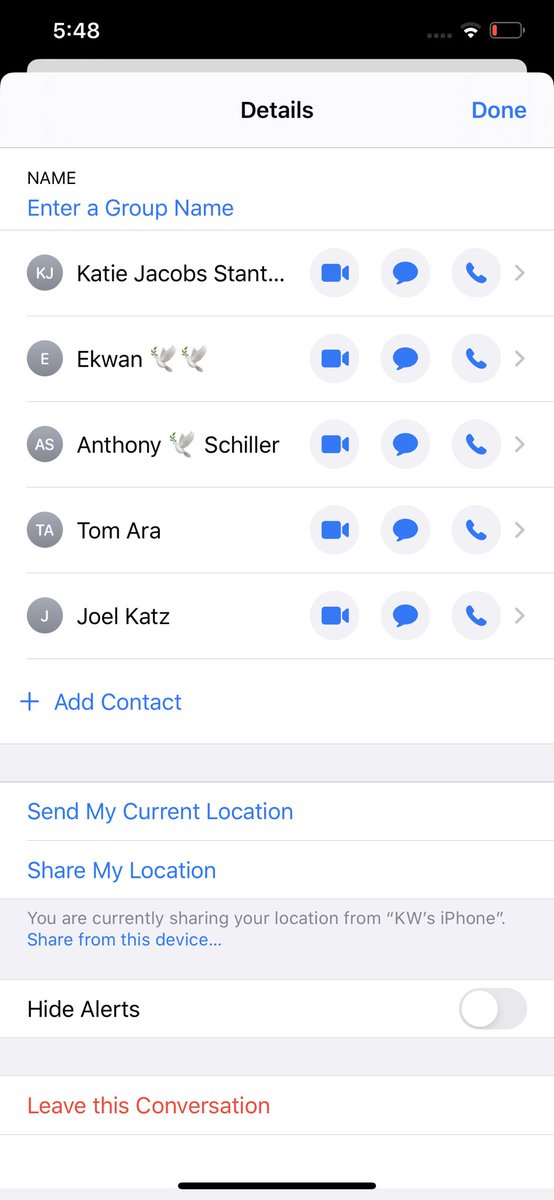 5:48
Details
Done
NAME
Enter a Group Name
KJ Katie Jacobs Stant...
E Ekwan 🕊️🕊️
AS Anthony 🕊️ Schiller
TA Tom Ara
J Joel Katz
+ Add Contact
Send My Current Location
Share My Location
You are currently sharing your location from “KW’s iPhone”.
Share from this device...
Hide Alerts
Leave this Conversation